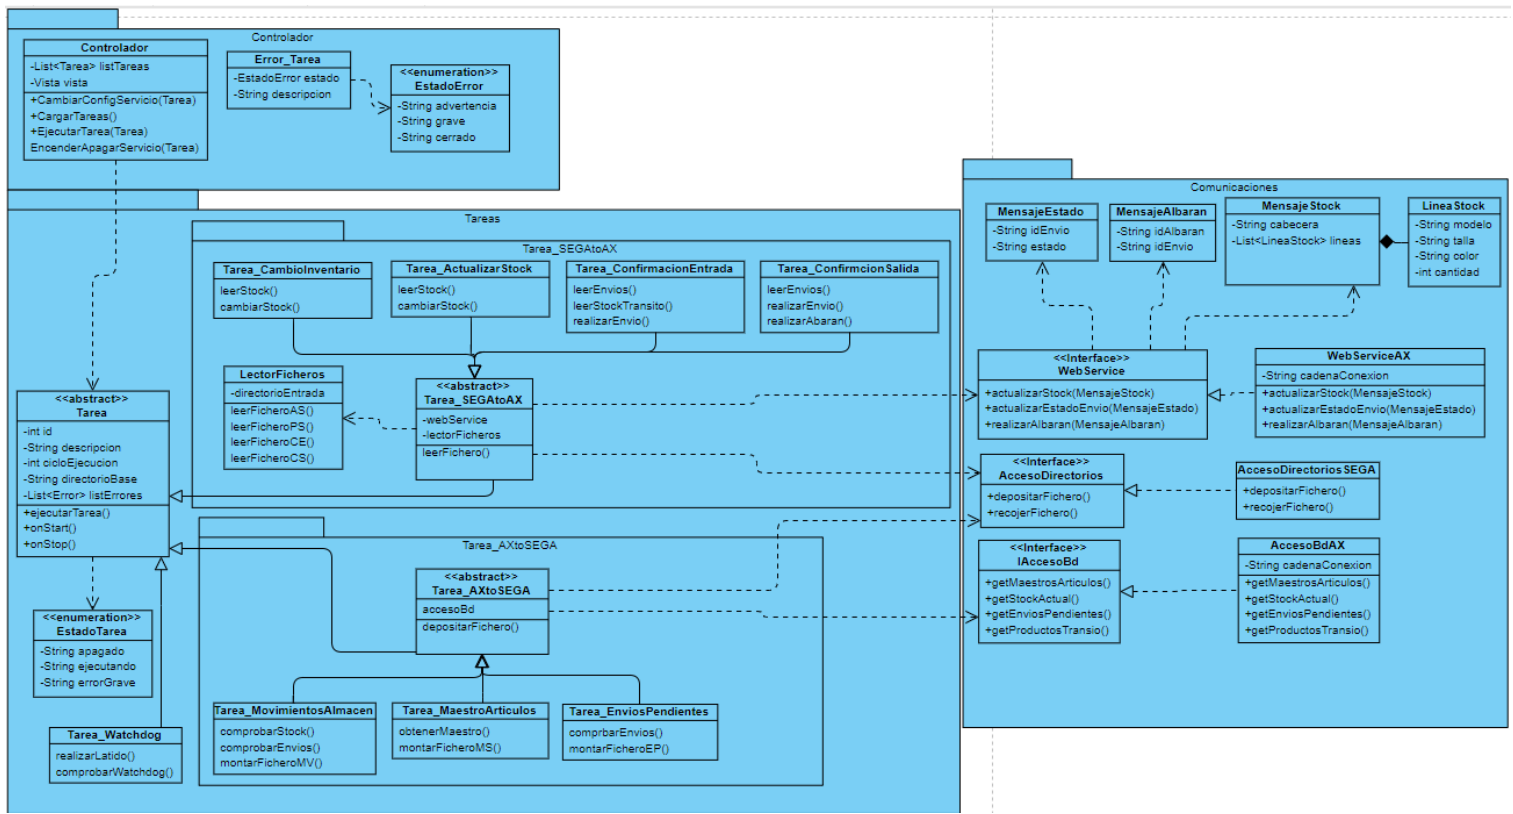 Controlador
Controlador
-List<Tarea> listTareas
-Vista vista
+CambiarConfigServicio(Tarea)
+CargarTareas()
+EjecutarTarea(Tarea)
EncenderApagarServicio(Tarea)
Error_Tarea
-EstadoError estado
-String descripcion
<<enumeration>>
EstadoError
-String advertencia
-String grave
-String cerrado
Tareas
<<abstract>>
Tarea
-int id
-String descripcion
-int cicloEjecucion
-String directorioBase
-List<Error> listErrores
+ejecutarTarea()
+onStart()
+onStop()
<<enumeration>>
EstadoTarea
-String apagado
-String ejecutando
-String errorGrave
Tarea_Watchdog
realizarLatido()
comprobarWatchdog()
Tarea_SEGAtoAX
Tarea_CambioInventario
leerStock()
cambiarStock()
Tarea_ActualizarStock
leerStock()
cambiarStock()
Tarea_ConfirmacionEntrada
leerEnvios()
leerStockTransito()
realizarEnvio()
Tarea_ConfirmcionSalida
leerEnvios()
realizarEnvio()
realizarAbaran()
LectorFicheros
-directorioEntrada
leerFicheroAS()
leerFicheroPS()
leerFicheroCE()
leerFicheroCS()
<<abstract>>
Tarea_SEGAtoAX
-webService
-lectorFicheros
leerFichero()
Tarea_AXtoSEGA
<<abstract>>
Tarea_AXtoSEGA
accesoBd
depositarFichero()
Tarea_MovimientosAlmacen
comprobarStock()
comprobarEnvios()
montarFicheroMV()
Tarea_MaestroArticulos
obtenerMaestro()
montarFicheroMS()
Tarea_EnviosPendientes
comprbarEnvios()
montarFicheroEP()
Comunicaciones
MensajeEstado
-String idEnvio
-String estado
MensajeAlbaran
-String idAlbaran
-String idEnvio
MensajeStock
-String cabecera
-List<LineaStock> lineas
LineaStock
-String modelo
-String talla
-String color
-int cantidad
<<Interface>>
WebService
+actualizarStock(MensajeStock)
+actualizarEstadoEnvio(MensajeEstado)
+realizarAlbaran(MensajeAlbaran)
WebServiceAX
-String cadenaConexion
+actualizarStock(MensajeStock)
+actualizarEstadoEnvio(MensajeEstado)
+realizarAlbaran(MensajeAlbaran)
<<Interface>>
AccesoDirectorios
+depositarFichero()
+recojerFichero()
AccesoDirectoriosSEGA
+depositarFichero()
+recojerFichero()
<<Interface>>
IAccesoBd
+getMaestrosArticulos()
+getStockActual()
+getEnviosPendientes()
+getProductosTransio()
AccesoBdAX
-String cadenaConexion
+getMaestrosArticulos()
+getStockActual()
+getEnviosPendientes()
+getProductosTransio()